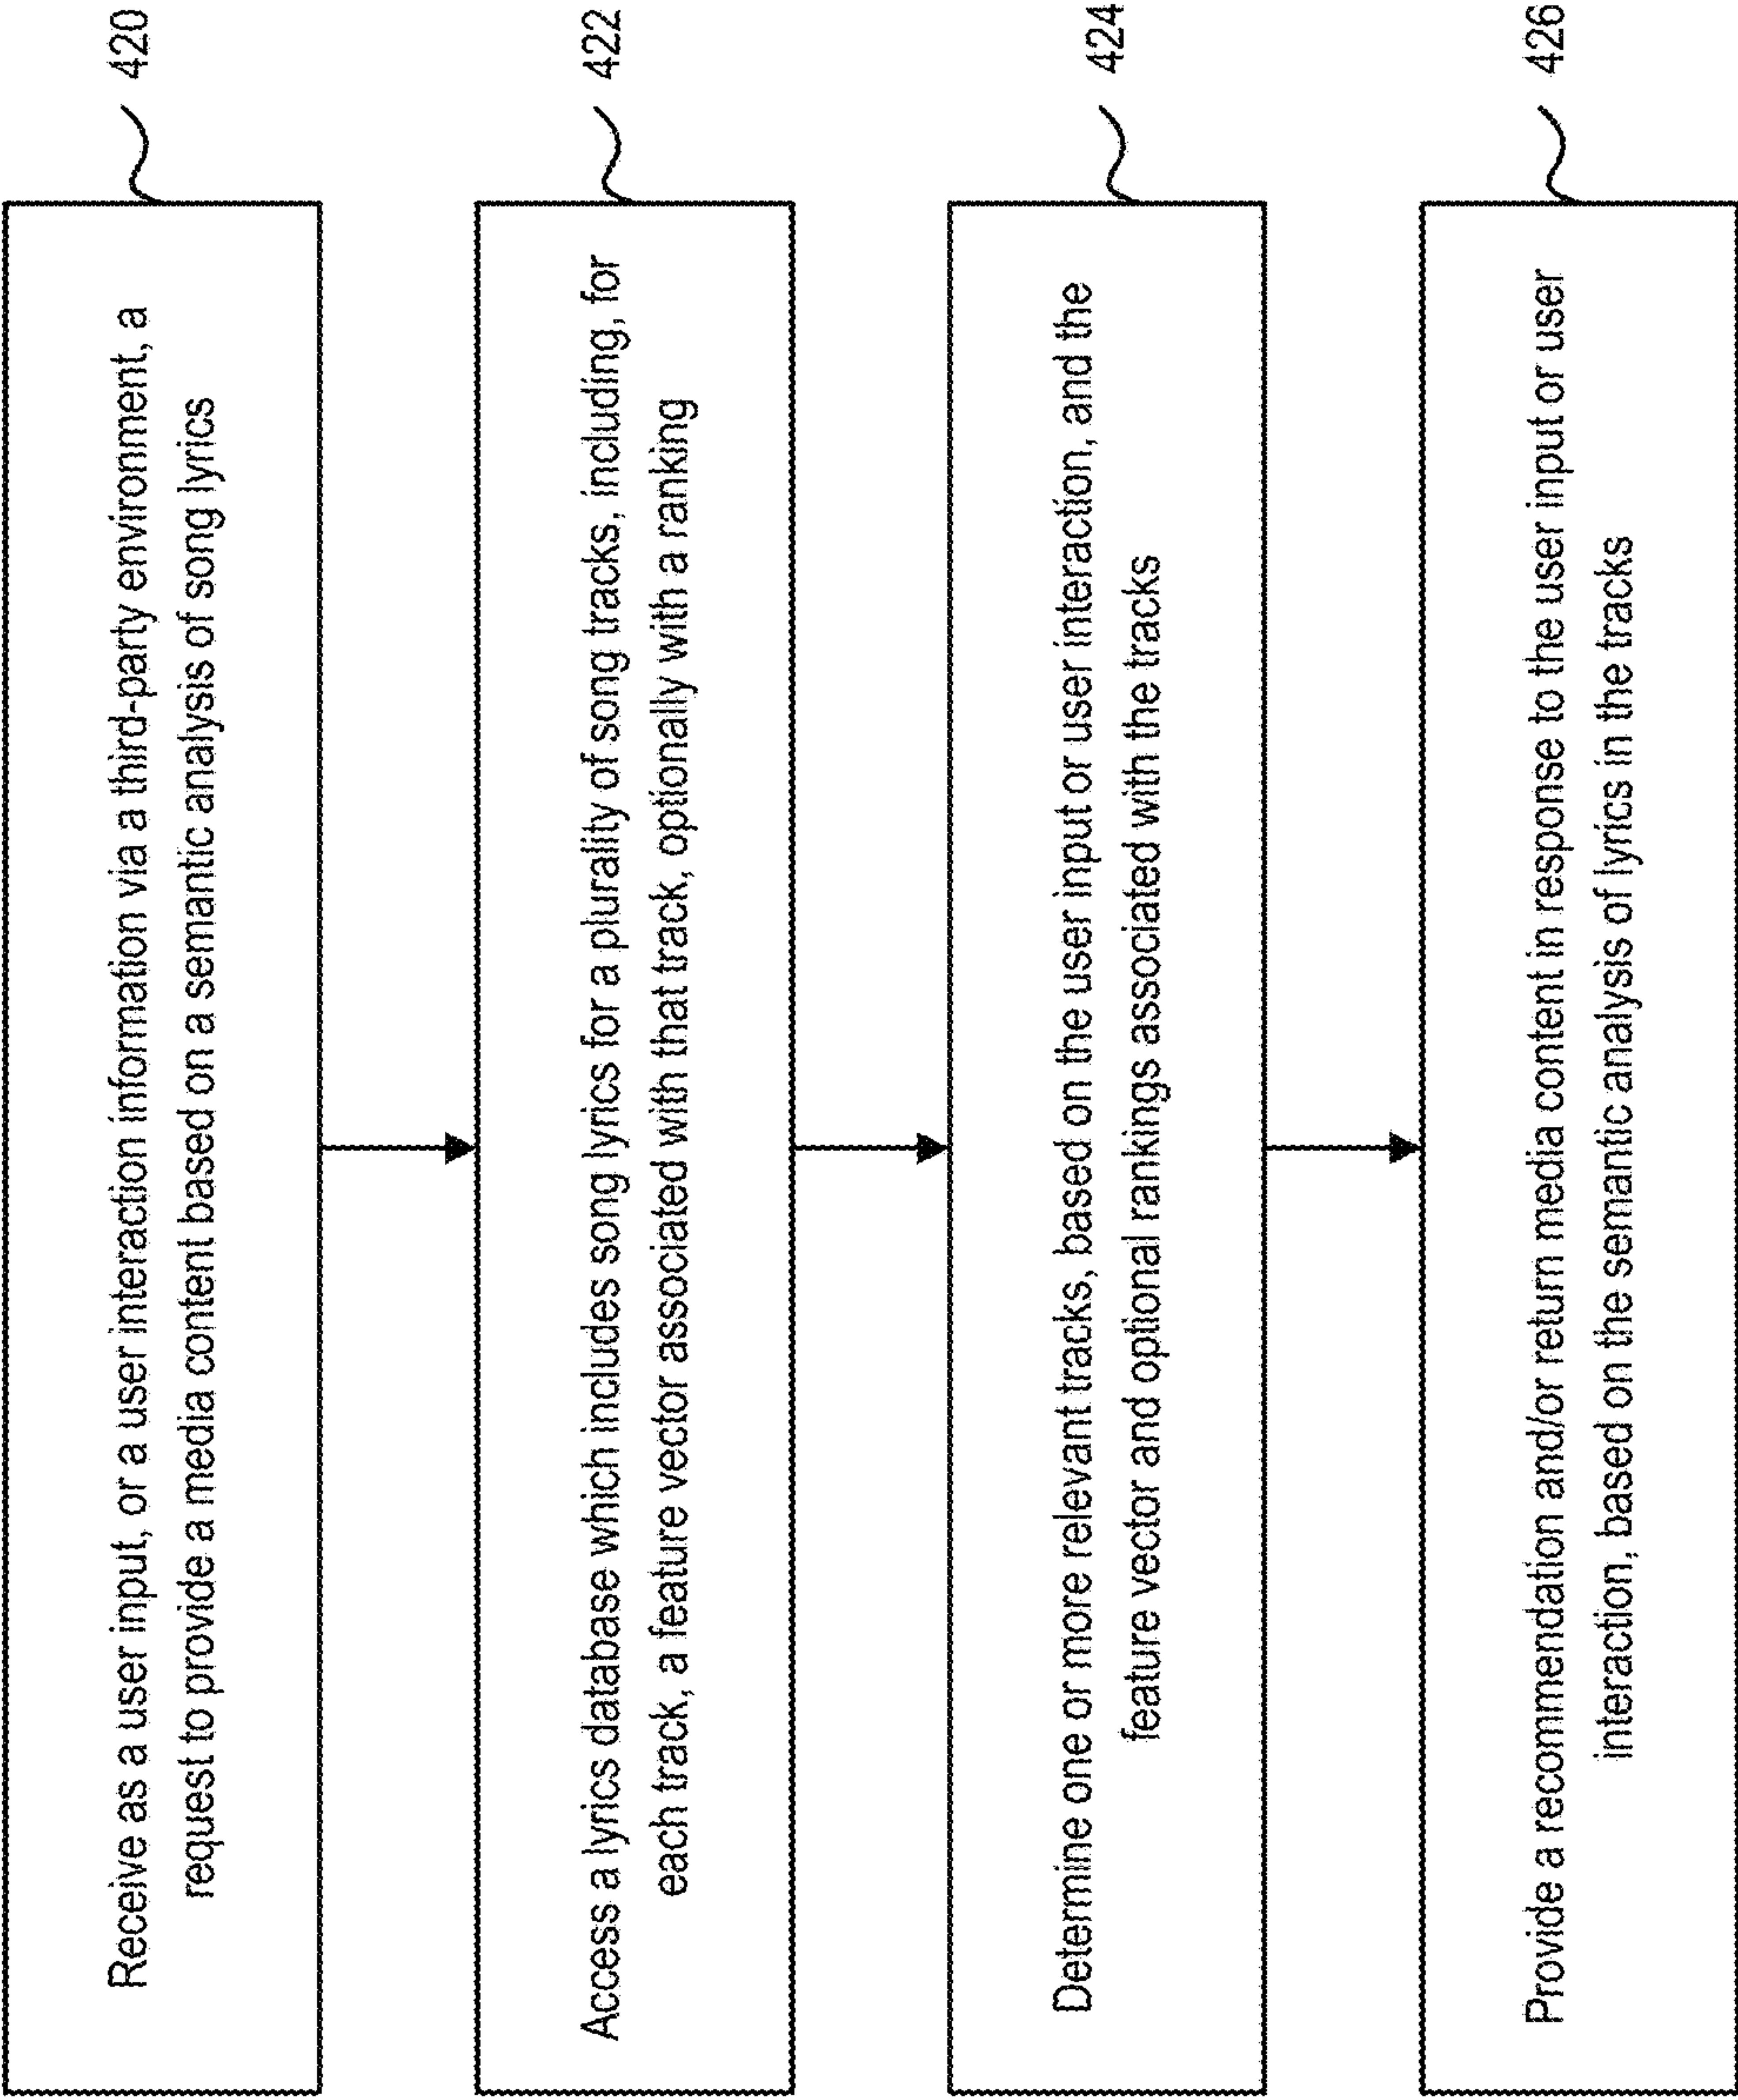 Receive as a user input, or a user interaction information via a third-party environment, a
request to provide a media content based on a semantic analysis of song lyrics
420
Access a lyrics database which includes song lyrics for a plurality of song tracks, including, for
each track, a feature vector associated with that track, optionally with a ranking
422
Determine one or more relevant tracks, based on the user input or user interaction, and the
feature vector and optional rankings associated with the tracks
424
Provide a recommendation and/or return media content in response to the user input or user
interaction, based on the semantic analysis of lyrics in the tracks
426